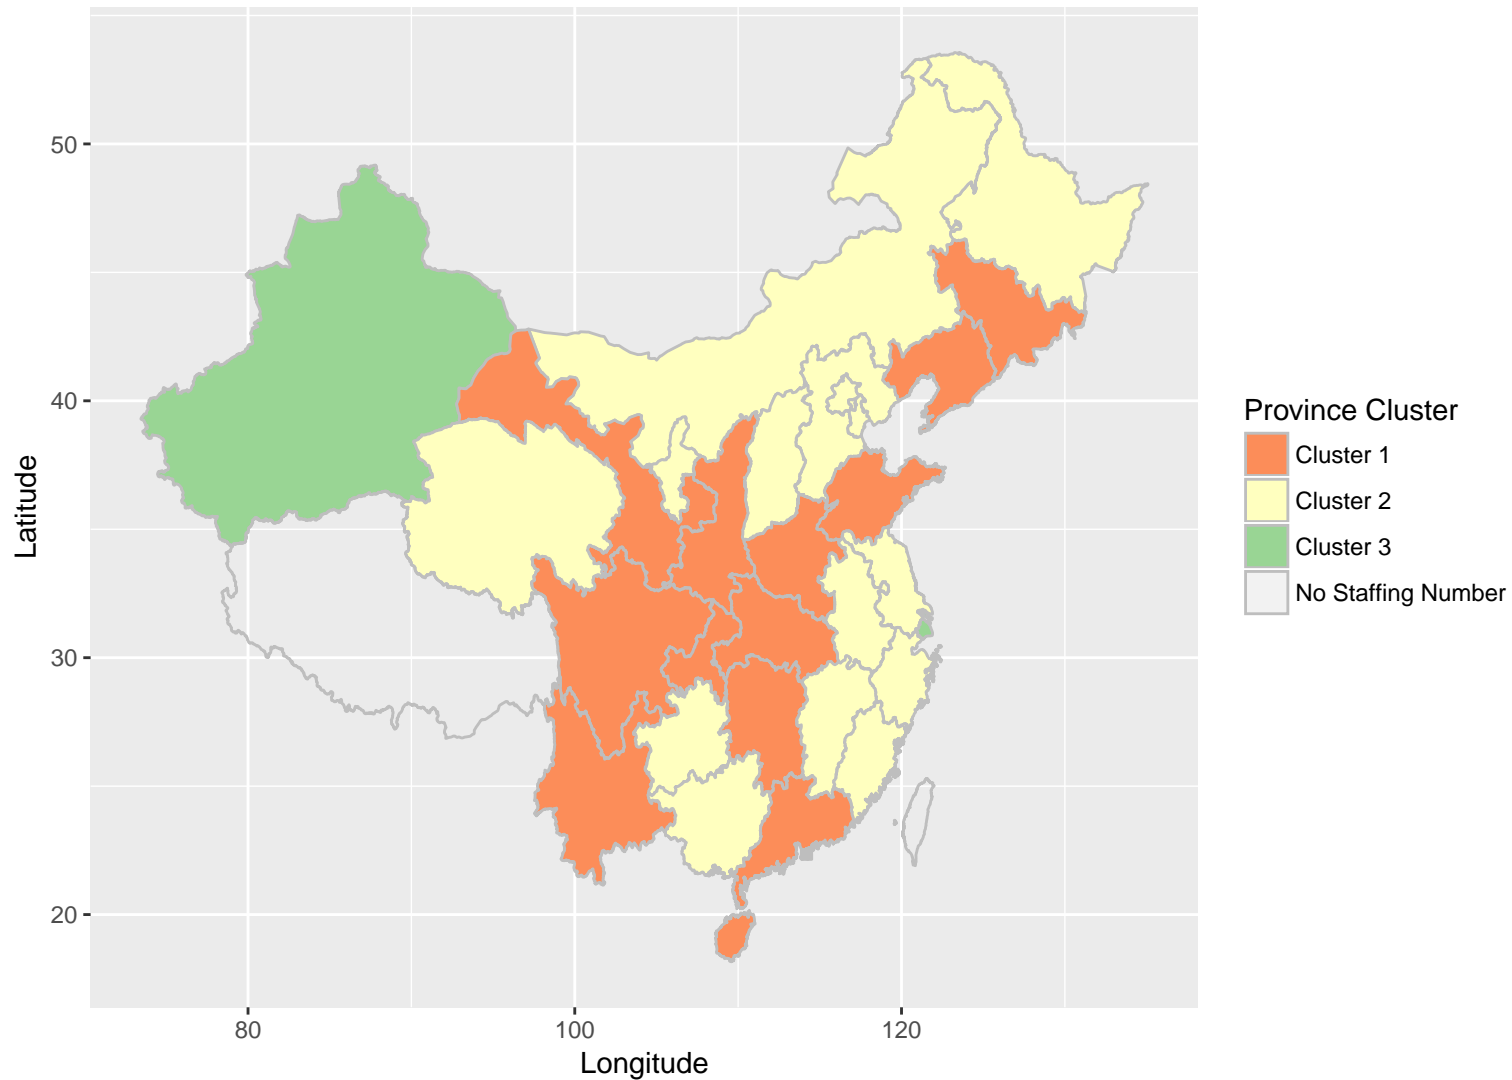 50
40
30
20
80
100
120
Latitude
Longitude
Province Cluster
Cluster 1
Cluster 2
Cluster 3
No Staffing Number